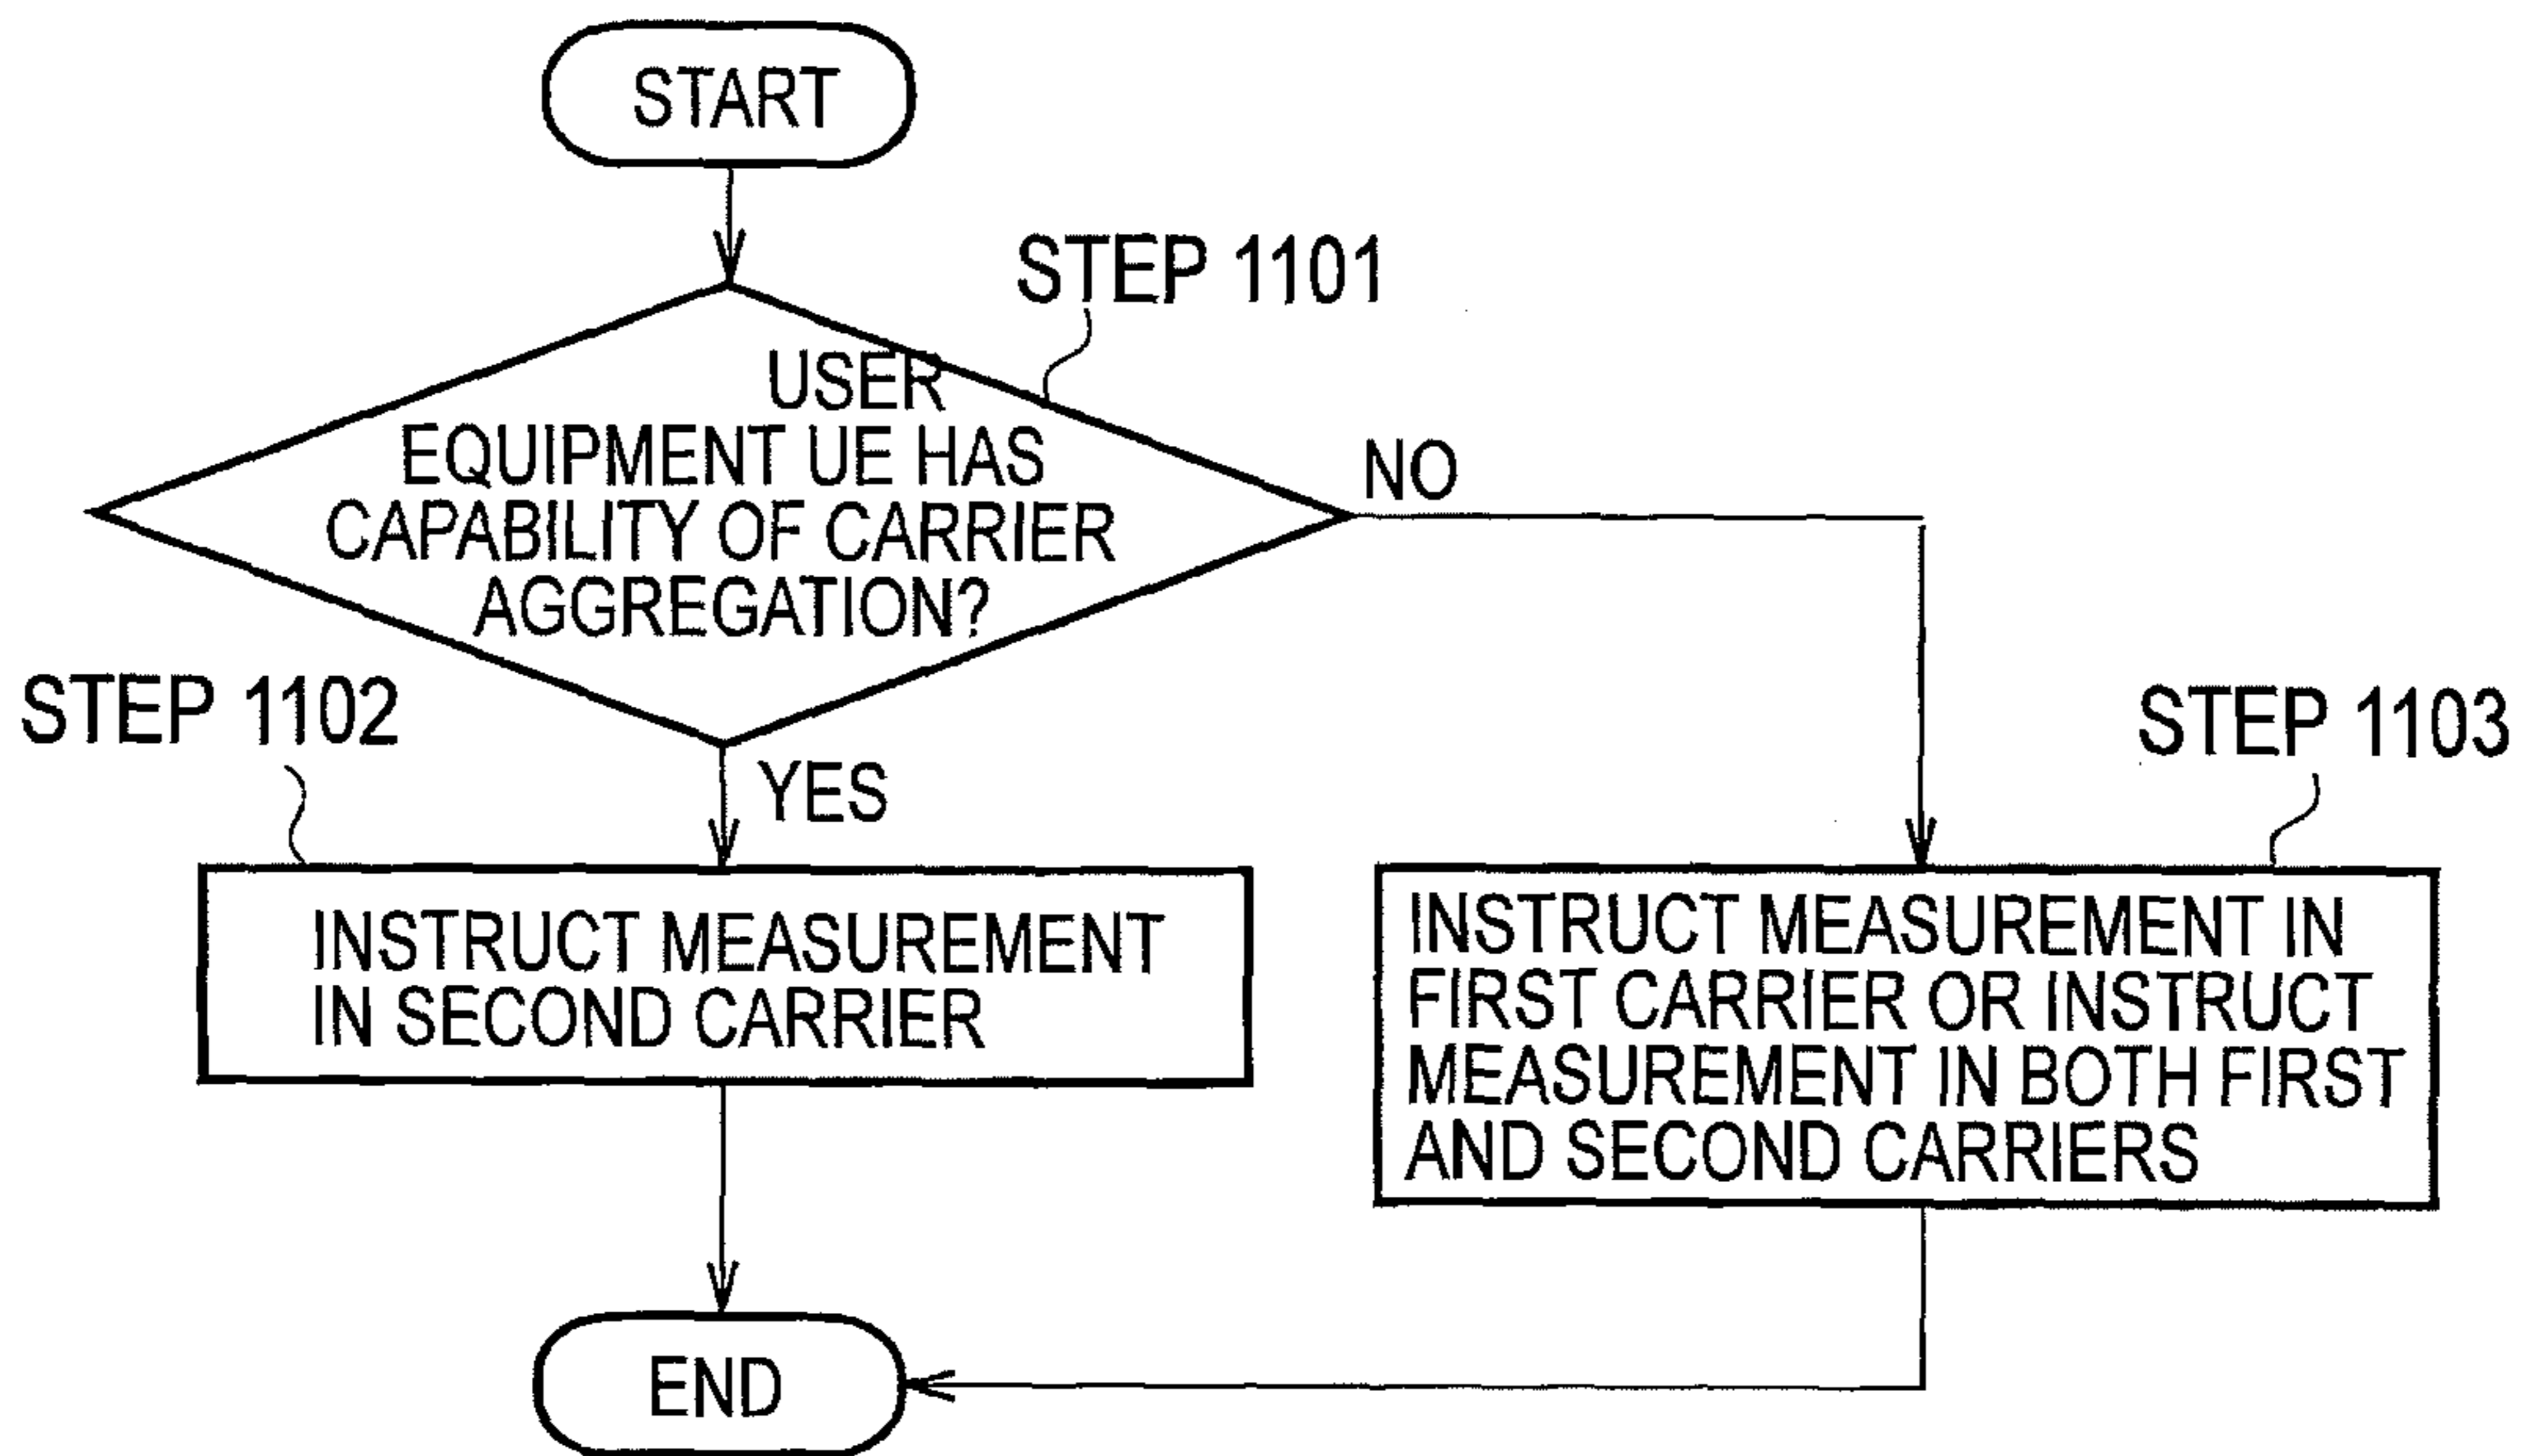 START
STEP 1101
USER
EQUIPMENT UE HAS
CAPABILITY OF CARRIER
AGGREGATION?
NO
STEP 1102
YES
STEP 1103
INSTRUCT MEASUREMENT
IN SECOND CARRIER
INSTRUCT MEASUREMENT IN
FIRST CARRIER OR INSTRUCT
MEASUREMENT IN BOTH FIRST
AND SECOND CARRIERS
END